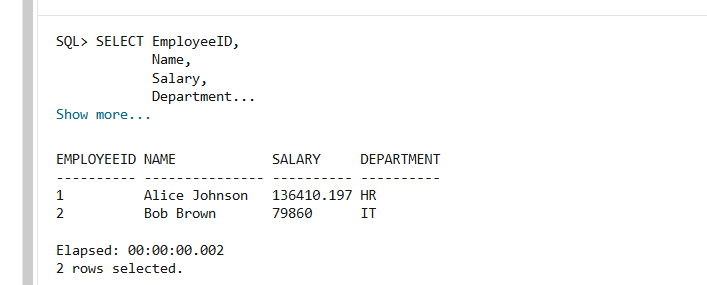 SQL> SELECT EmployeeID,
Name,
Salary,
Department...
Show more...
EMPLOYEEID NAME SALARY DEPARTMENT
---------- --------------- ---------- ----------
1 Alice Johnson 136410.197 HR
2 Bob Brown 79860 IT
Elapsed: 00:00:00.002
2 rows selected.